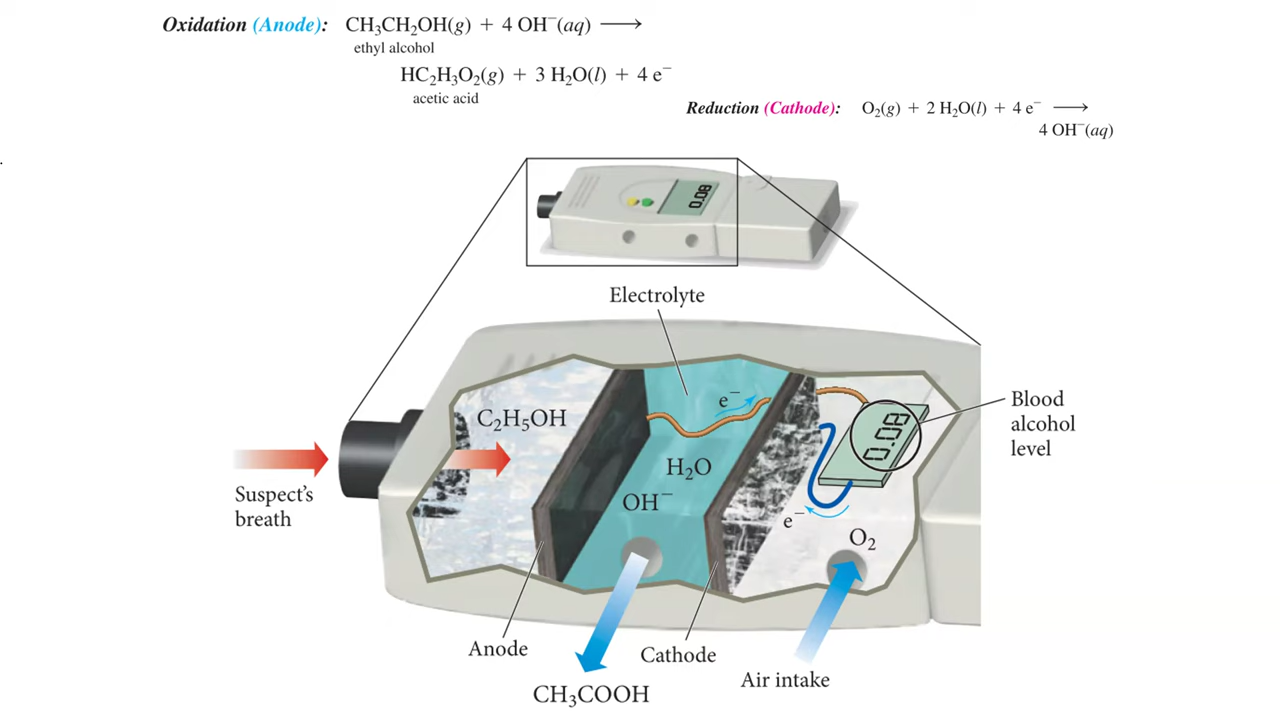 Oxidation (Anode): CH₃CH₂OH(g) + 4 OH⁻(aq) ⟶
ethyl alcohol
HC₂H₃O₂(g) + 3 H₂O(l) + 4 e⁻
acetic acid
Reduction (Cathode): O₂(g) + 2 H₂O(l) + 4 e⁻ ⟶
4 OH⁻(aq)
.
0.08
Electrolyte
e⁻
C₂H₅OH
Blood
alcohol
level
0.08
H₂O
Suspect's
breath
OH⁻
e⁻
O₂
Anode
Cathode
Air intake
CH₃COOH